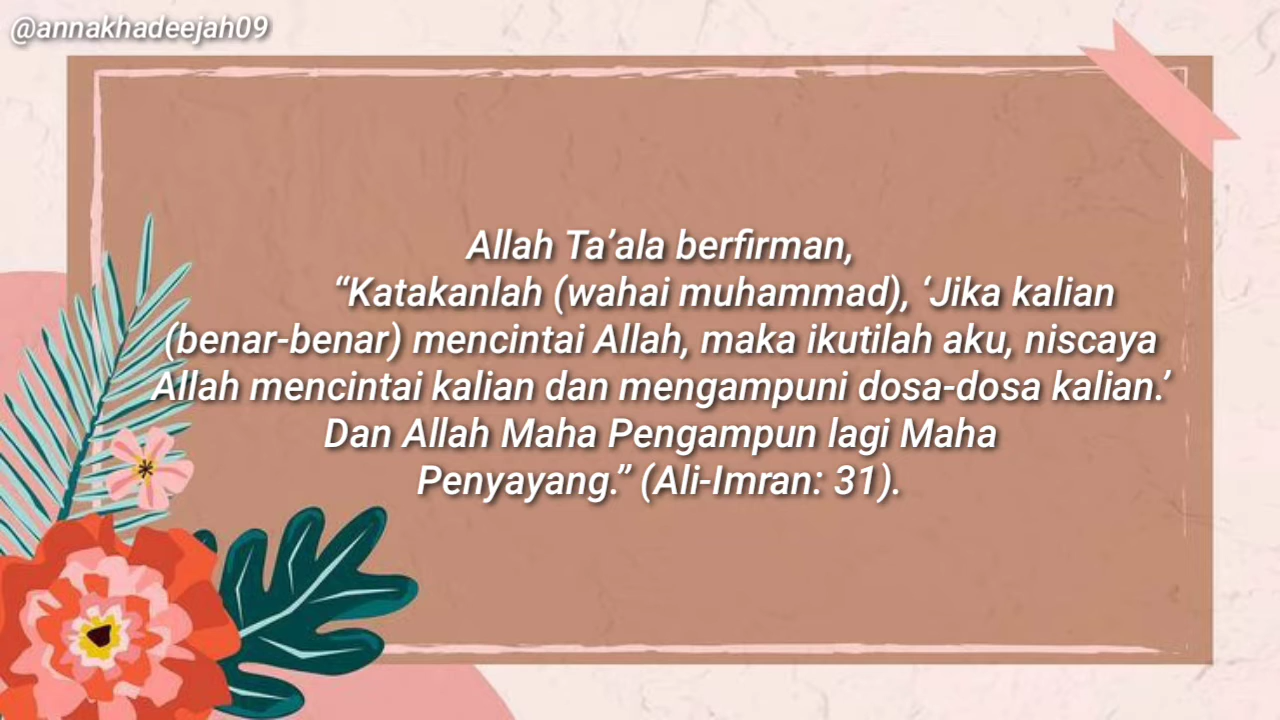 @annakhadeejah09
Allah Ta’ala berfirman,
“Katakanlah (wahai muhammad), ‘Jika kalian
(benar-benar) mencintai Allah, maka ikutilah aku, niscaya
Allah mencintai kalian dan mengampuni dosa-dosa kalian.’
Dan Allah Maha Pengampun lagi Maha
Penyayang.” (Ali-Imran: 31).